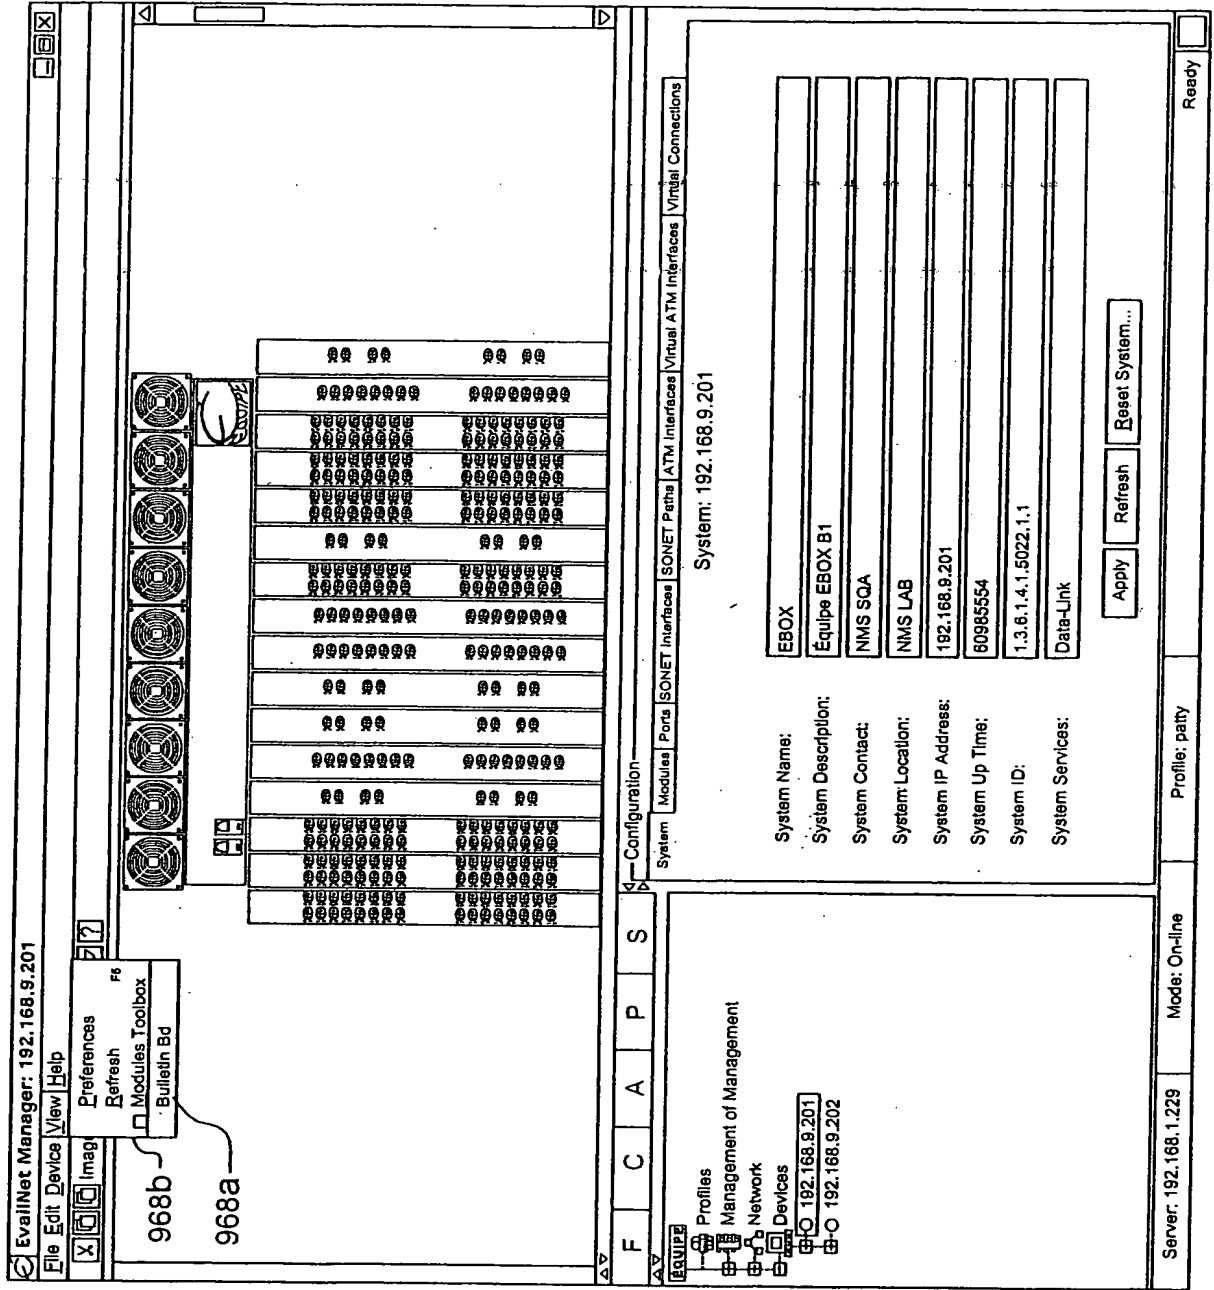 EvailNet Manager: 192.168.9.201
File Edit Device View Help
Preferences
Refresh F5
Modules Toolbox
Bulletin Bd
Image
?
968b
968a
F C A P S
EQUIPE
Profiles
Management of Management
Network
Devices
192.168.9.201
192.168.9.202
Configuration
System Modules Ports SONET Interfaces SONET Paths ATM Interfaces Virtual ATM Interfaces Virtual Connections
System: 192.168.9.201
System Name: EBOX
System Description: Équipe EBOX B1
System Contact: NMS SQA
System Location: NMS LAB
System IP Address: 192.168.9.201
System Up Time: 60985554
System ID: 1.3.6.1.4.1.5022.1.1
System Services: Data-Link
Apply Refresh Reset System...
Server: 192.168.1.229 Mode: On-line Profile: patty Ready